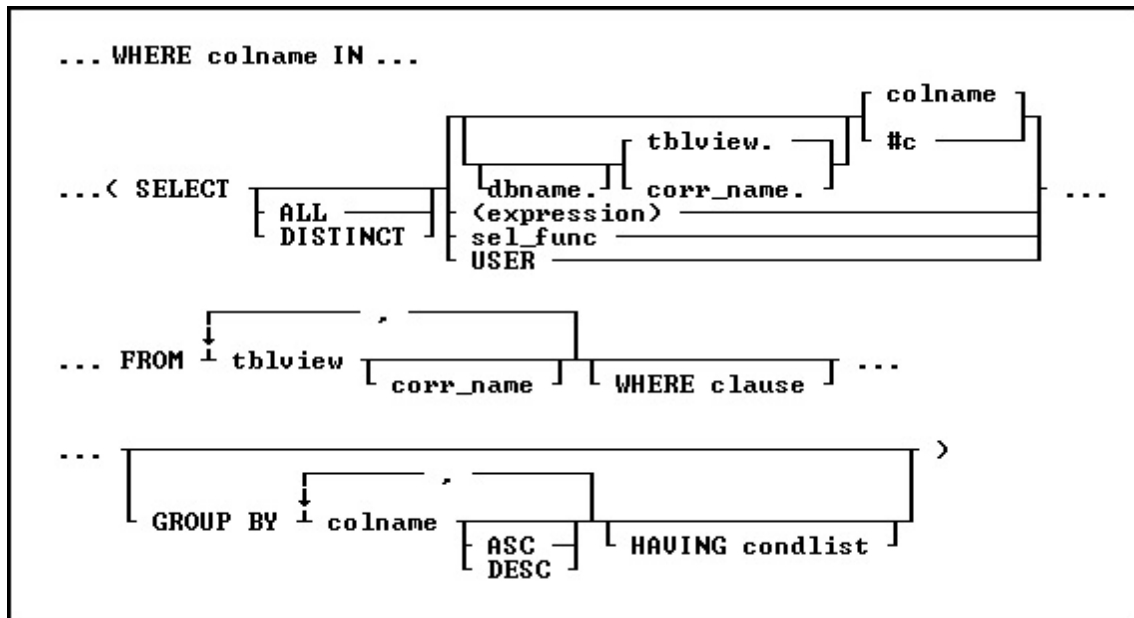 ... WHERE colname IN ...
colname
tblview. #c
dbname. corr_name.
...( SELECT ...
ALL (expression)
DISTINCT sel_func
USER
,
... FROM tblview ...
corr_name WHERE clause
... )
,
GROUP BY colname
ASC HAVING condlist
DESC